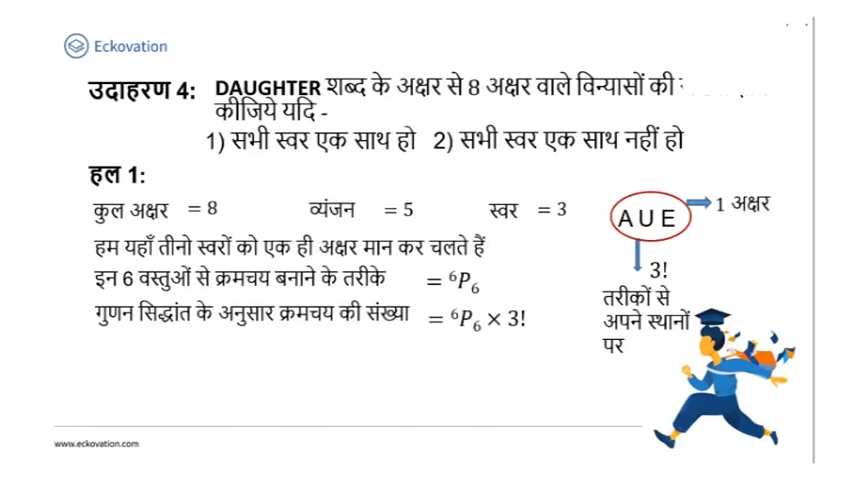 Eckovation
उदाहरण 4: DAUGHTER शब्द के अक्षर से 8 अक्षर वाले विन्यासों की
कीजिये यदि -
1) सभी स्वर एक साथ हो 2) सभी स्वर एक साथ नहीं हो
हल 1:
कुल अक्षर = 8 व्यंजन = 5 स्वर = 3
A U E
1 अक्षर
हम यहाँ तीनो स्वरों को एक ही अक्षर मान कर चलते हैं
इन 6 वस्तुओं से क्रमचय बनाने के तरीके = ⁶P₆
3!
गुणन सिद्धांत के अनुसार क्रमचय की संख्या = ⁶P₆ × 3!
तरीकों से
अपने स्थानों
पर
www.eckovation.com